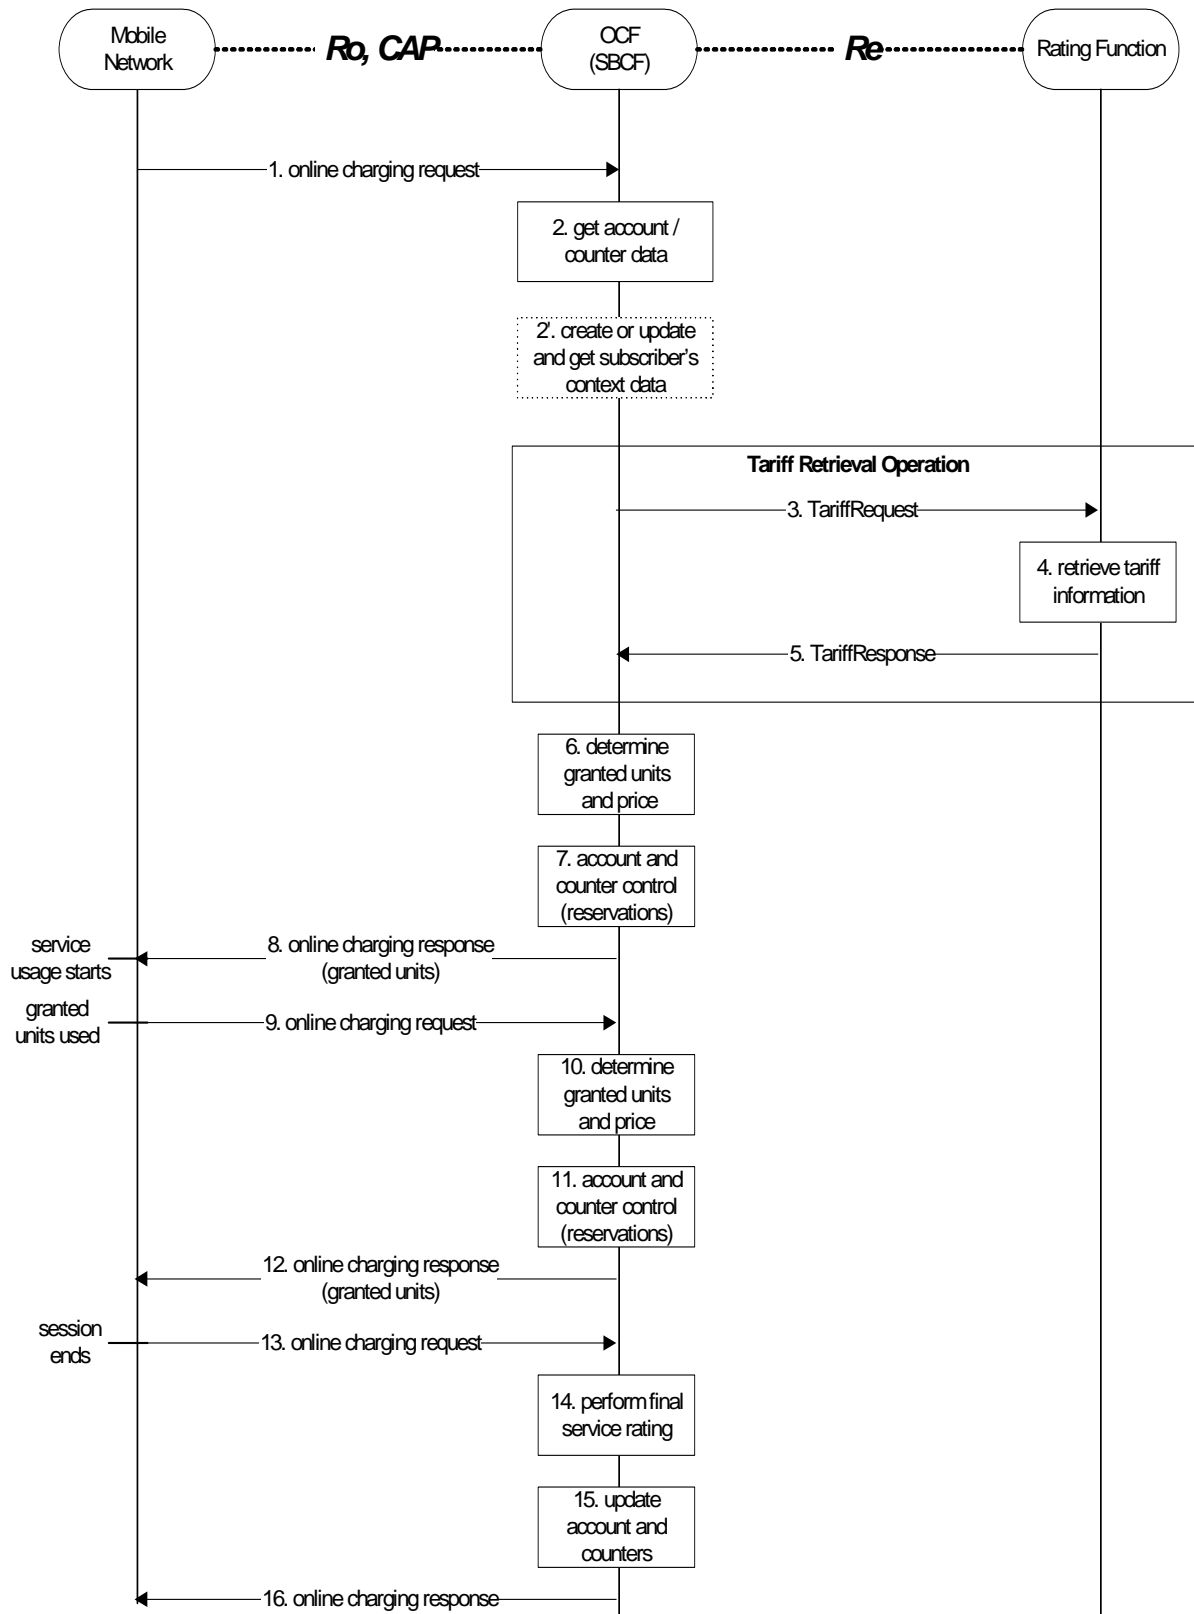 Mobile
Network
Ro, CAP
OCF
(SBCF)
Re
Rating Function
1. online charging request
2. get account /
counter data
2'. create or update
and get subscriber's
context data
Tariff Retrieval Operation
3. TariffRequest
4. retrieve tariff
information
5. TariffResponse
6. determine
granted units
and price
7. account and
counter control
(reservations)
service
usage starts
8. online charging response
(granted units)
granted
units used
9. online charging request
10. determine
granted units
and price
11. account and
counter control
(reservations)
12. online charging response
(granted units)
session
ends
13. online charging request
14. perform final
service rating
15. update
account and
counters
16. online charging response